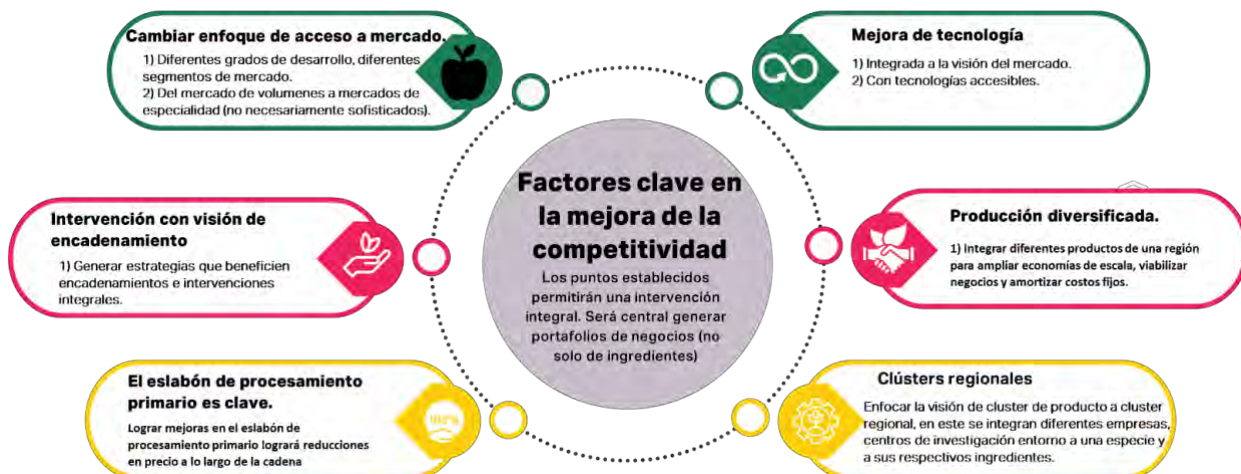 Cambiar enfoque de acceso a mercado.
1) Diferentes grados de desarrollo, diferentes
segmentos de mercado.
2) Del mercado de volumenes a mercados de
especialidad (no necesariamente sofisticados).
Mejora de tecnología
1) Integrada a la visión del mercado.
2) Con tecnologías accesibles.
Factores clave en
la mejora de la
competitividad
Los puntos establecidos
permitirán una intervención
integral. Será central generar
portafolios de negocios (no
solo de ingredientes)
Intervención con visión de
encadenamiento
1) Generar estrategias que beneficien
encadenamientos e intervenciones
integrales.
Producción diversificada.
1) Integrar diferentes productos de una región
para ampliar economías de escala, viabilizar
negocios y amortizar costos fijos.
El eslabón de procesamiento
primario es clave.
Lograr mejoras en el eslabón de
procesamiento primario logrará reducciones
en precio a lo largo de la cadena
100%
Clústers regionales
Enfocar la visión de cluster de producto a cluster
regional, en este se integran diferentes empresas,
centros de investigación entorno a una especie y
a sus respectivos ingredientes.